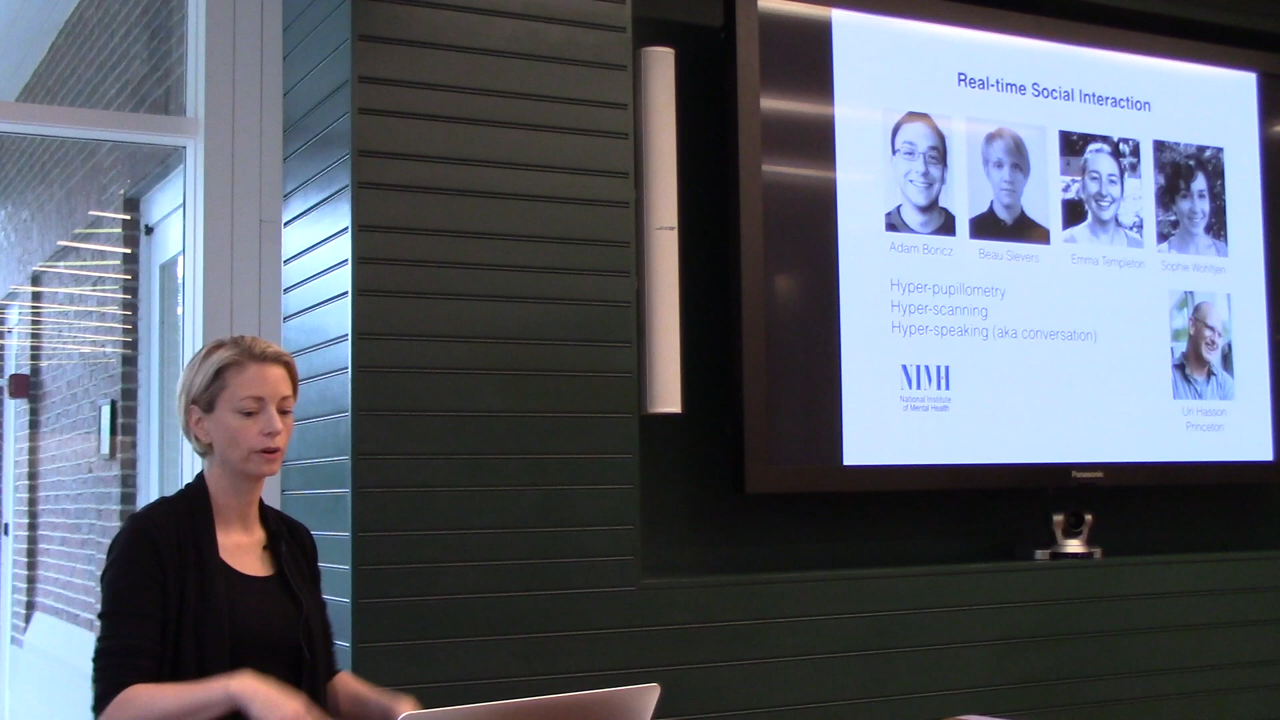 Real-time Social Interaction
Adam Boncz
Beau Sievers
Emma Templeton
Sophie Wohltjen
Hyper-pupillometry
Hyper-scanning
Hyper-speaking (aka conversation)
NIMH
National Institute
of Mental Health
Uri Hasson
Princeton
Panasonic